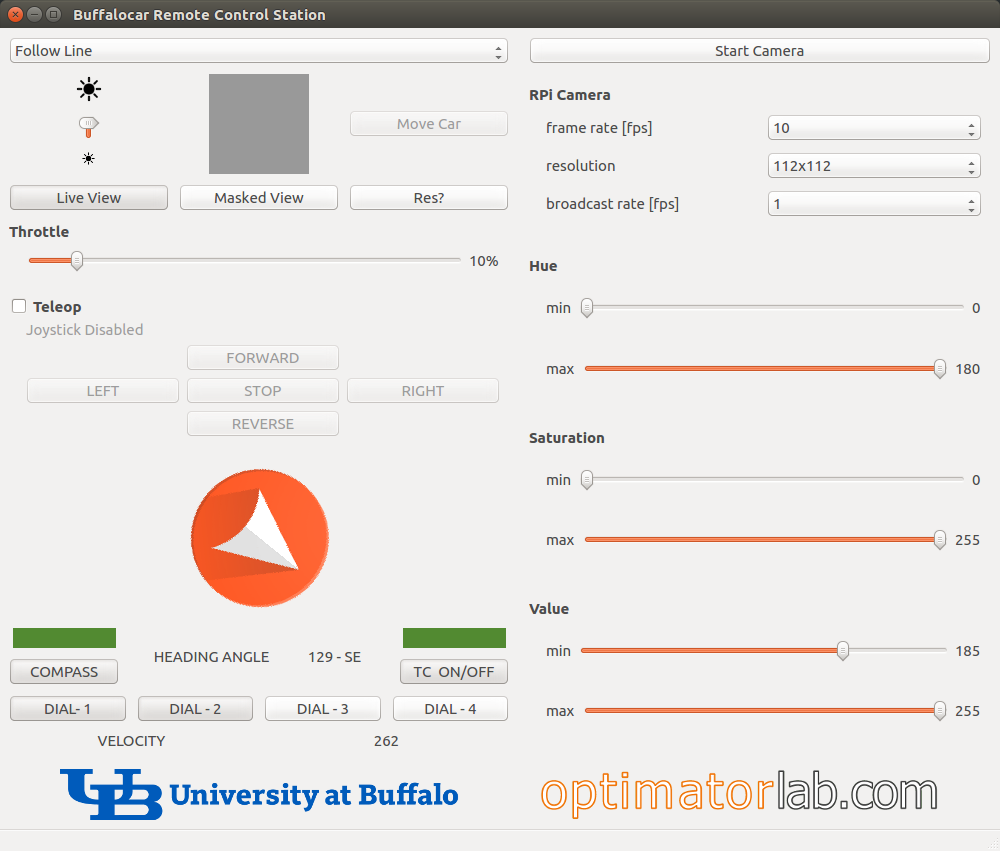 Buffalocar Remote Control Station
Follow Line
Start Camera
Move Car
Live View
Masked View
Res?
Throttle
10%
Teleop
Joystick Disabled
FORWARD
LEFT
STOP
RIGHT
REVERSE
COMPASS
HEADING ANGLE
129 - SE
TC ON/OFF
DIAL- 1
DIAL - 2
DIAL - 3
DIAL - 4
VELOCITY
262
UB University at Buffalo
RPi Camera
frame rate [fps]
10
resolution
112x112
broadcast rate [fps]
1
Hue
min
0
max
180
Saturation
min
0
max
255
Value
min
185
max
255
optimatorlab.com